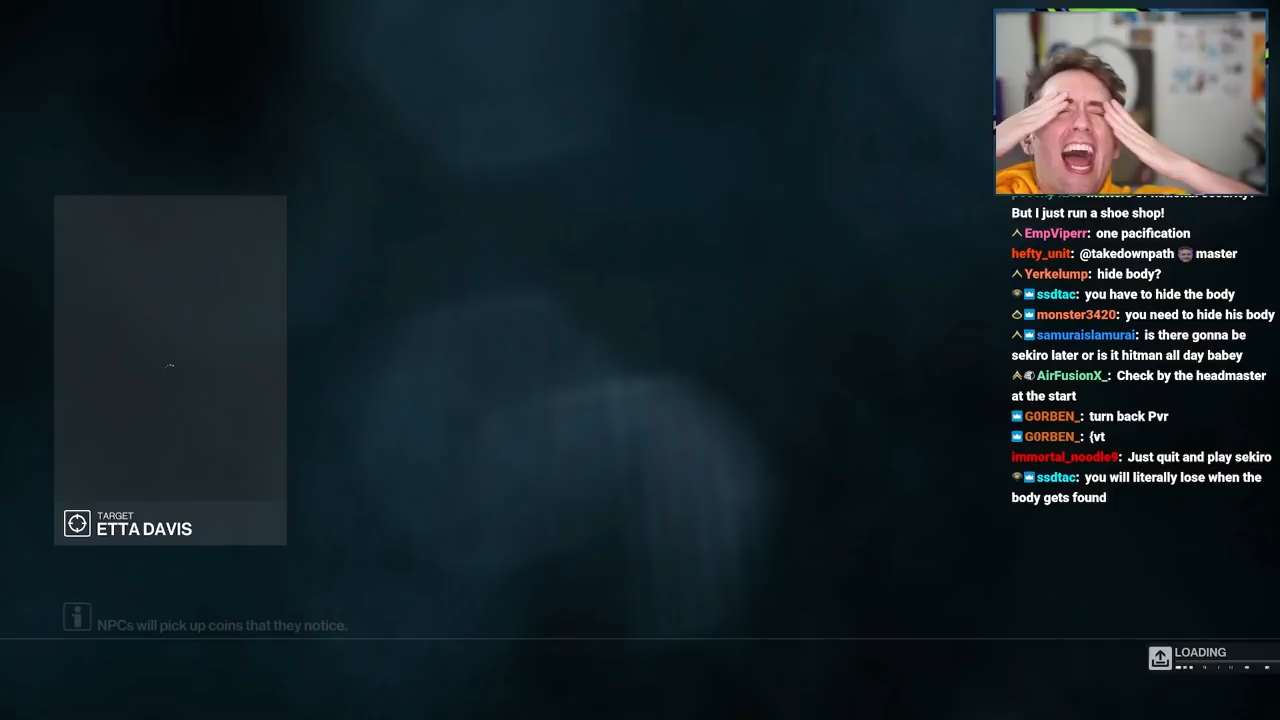 But I just run a shoe shop!
EmpViperr: one pacification
hefty_unit: @takedownpath master
Yerkelump: hide body?
ssdtac: you have to hide the body
monster3420: you need to hide his body
samuraislamurai: is there gonna be
sekiro later or is it hitman all day babey
AirFusionX_: Check by the headmaster
at the start
G0RBEN_: turn back Pvr
G0RBEN_: {vt
immortal_noodle9: Just quit and play sekiro
ssdtac: you will literally lose when the
body gets found
TARGET
ETTA DAVIS
NPCs will pick up coins that they notice.
LOADING